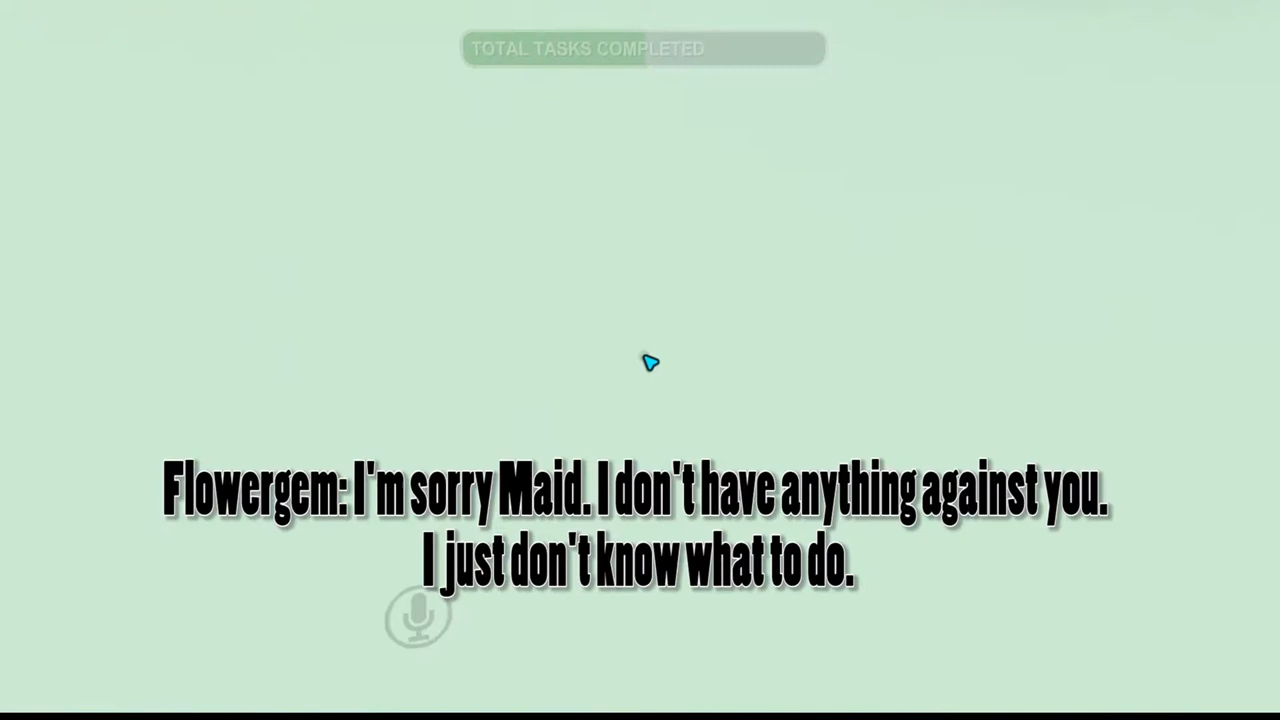 TOTAL TASKS COMPLETED
Flowergem: I'm sorry Maid. I don't have anything against you.
I just don't know what to do.